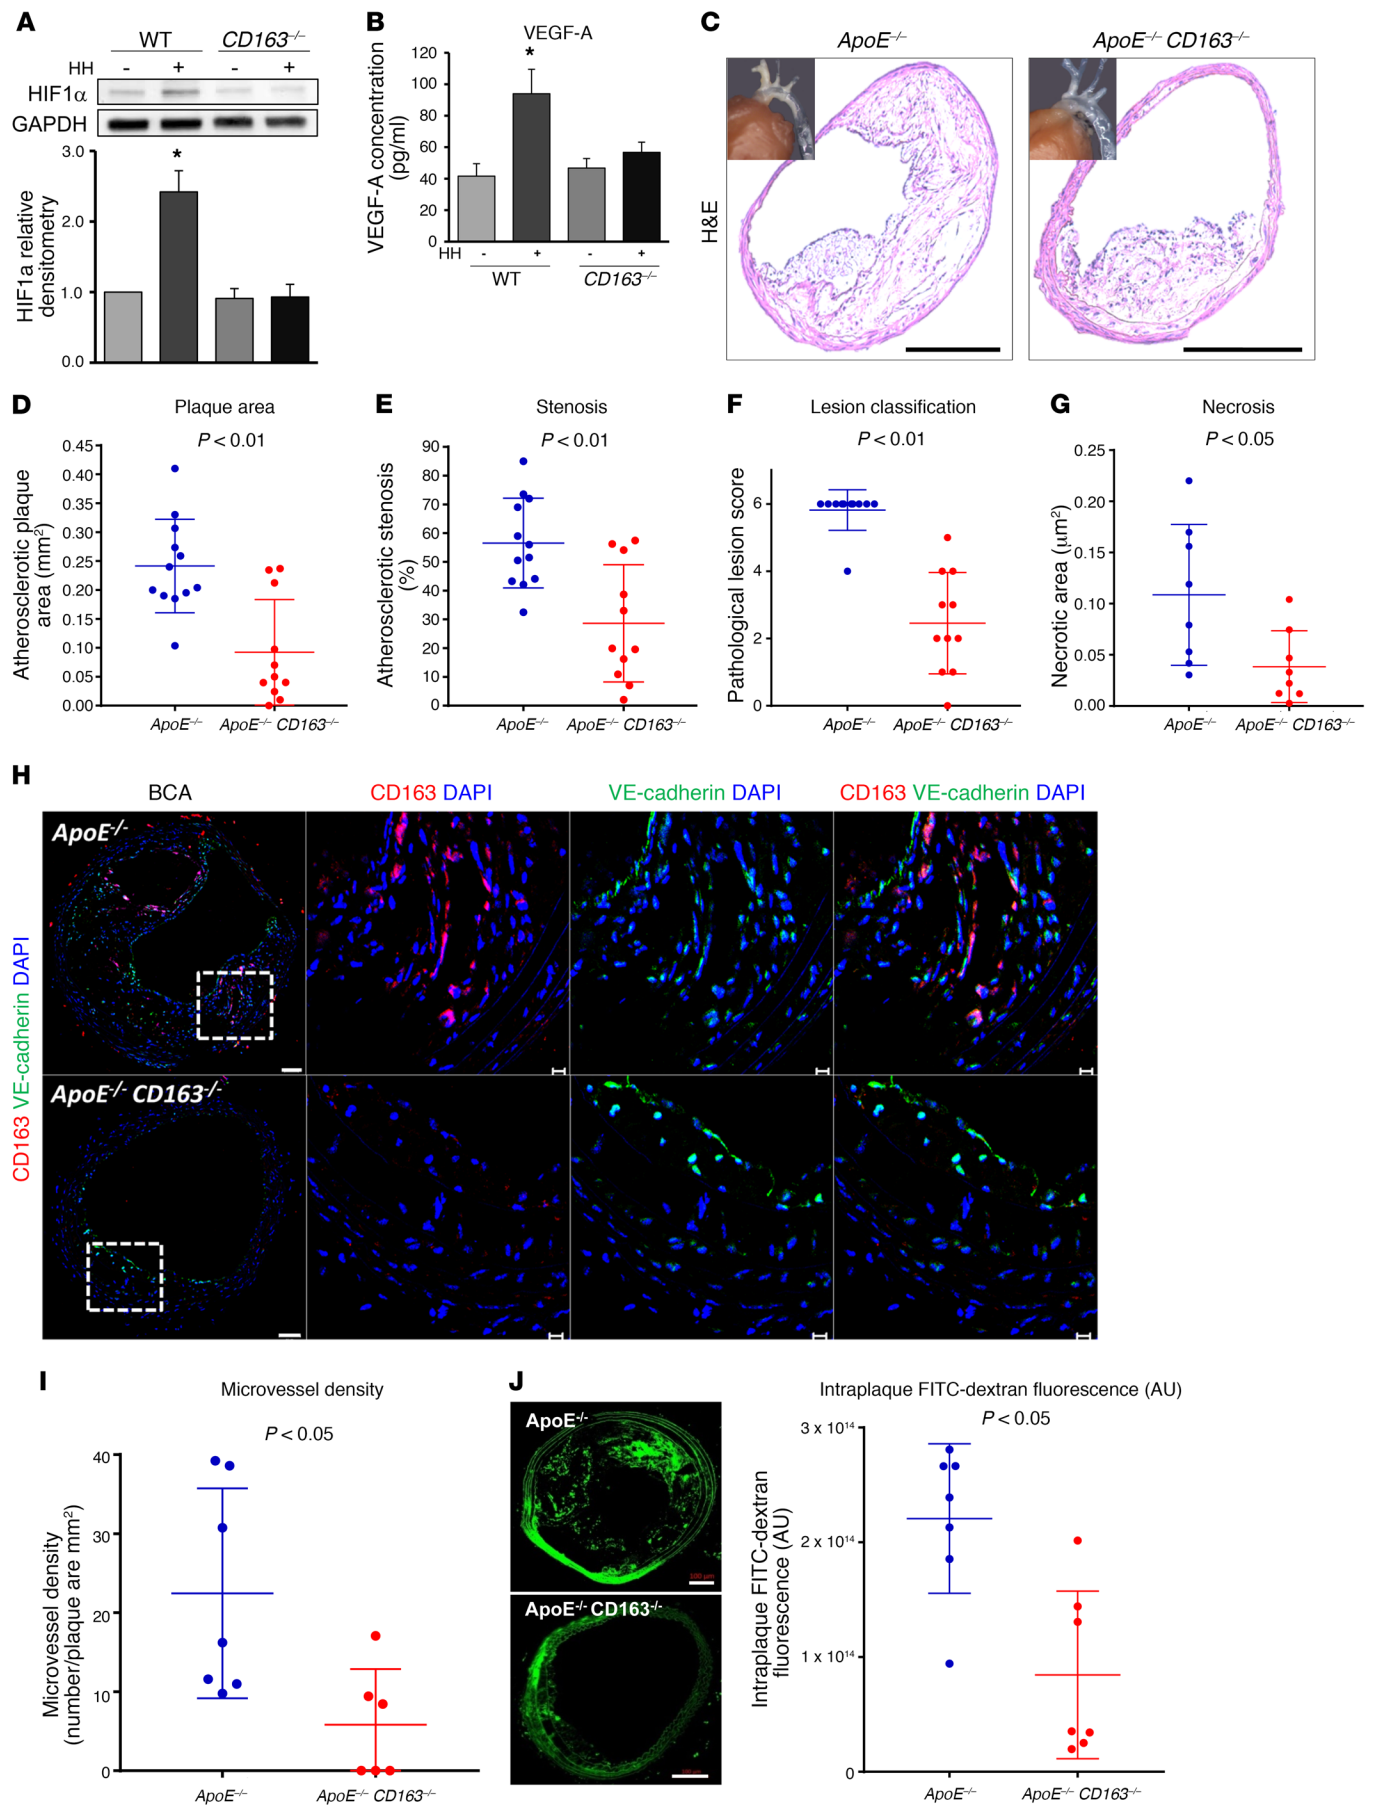 A
WT CD163–/–
HH - + - +
HIF1α
GAPDH
3.0
2.0
1.0
0.0
HIF1a relative
densitometry
*
B
VEGF-A
120
100
80
60
40
20
0
VEGF-A concentration
(pg/ml)
*
HH - + - +
WT CD163–/–
C
ApoE–/– ApoE–/– CD163–/–
H&E
D
Plaque area
P < 0.01
0.45
0.40
0.35
0.30
0.25
0.20
0.15
0.10
0.05
0.00
Atherosclerotic plaque
area (mm2)
ApoE–/– ApoE–/– CD163–/–
E
Stenosis
P < 0.01
90
80
70
60
50
40
30
20
10
0
Atherosclerotic stenosis
(%)
ApoE–/– ApoE–/– CD163–/–
F
Lesion classification
P < 0.01
6
4
2
0
Pathological lesion score
ApoE–/– ApoE–/– CD163–/–
G
Necrosis
P < 0.05
0.25
0.20
0.15
0.10
0.05
0.00
Necrotic area (μm2)
ApoE–/– ApoE–/– CD163–/–
H
BCA CD163 DAPI VE-cadherin DAPI CD163 VE-cadherin DAPI
CD163 VE-cadherin DAPI
ApoE-/-
ApoE-/- CD163-/-
I
Microvessel density
P < 0.05
40
30
20
10
0
Microvessel density
(number/plaque are mm2)
ApoE–/– ApoE–/– CD163–/–
J
ApoE-/-
100 μm
ApoE-/- CD163-/-
100 μm
Intraplaque FITC-dextran fluorescence (AU)
P < 0.05
3 x 1014
2 x 1014
1 x 1014
0
Intraplaque FITC-dextran
fluorescence (AU)
ApoE–/– ApoE–/– CD163–/–